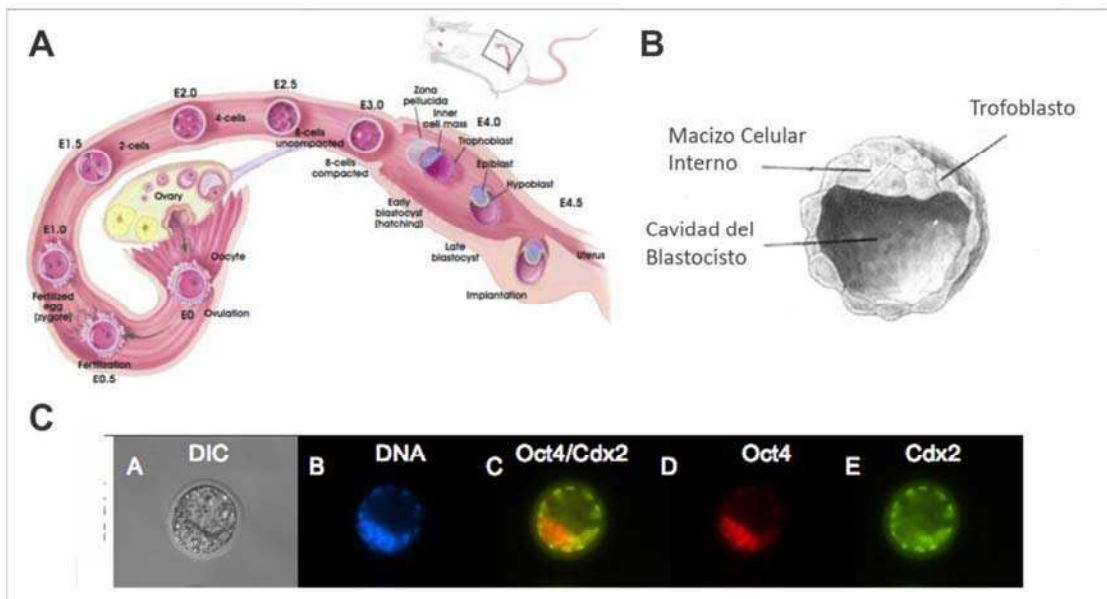 A
E2.0
E2.5
E3.0
4-cells
8-cells
uncompacted
8-cells
compacted
E1.5
2-cells
Zona
pellucida
Inner
cell mass
E4.0
Trophoblast
Epiblast
Hypoblast
E4.5
Early
blastocyst
(hatching)
Late
blastocyst
Implantation
Uterus
Ovary
Oocyte
E1.0
Fertilized
egg
(zygore)
E0
Ovulation
Fertilization
E0.5
B
Trofoblasto
Macizo Celular
Interno
Cavidad del
Blastocisto
C
A
DIC
B
DNA
C
Oct4/Cdx2
D
Oct4
E
Cdx2